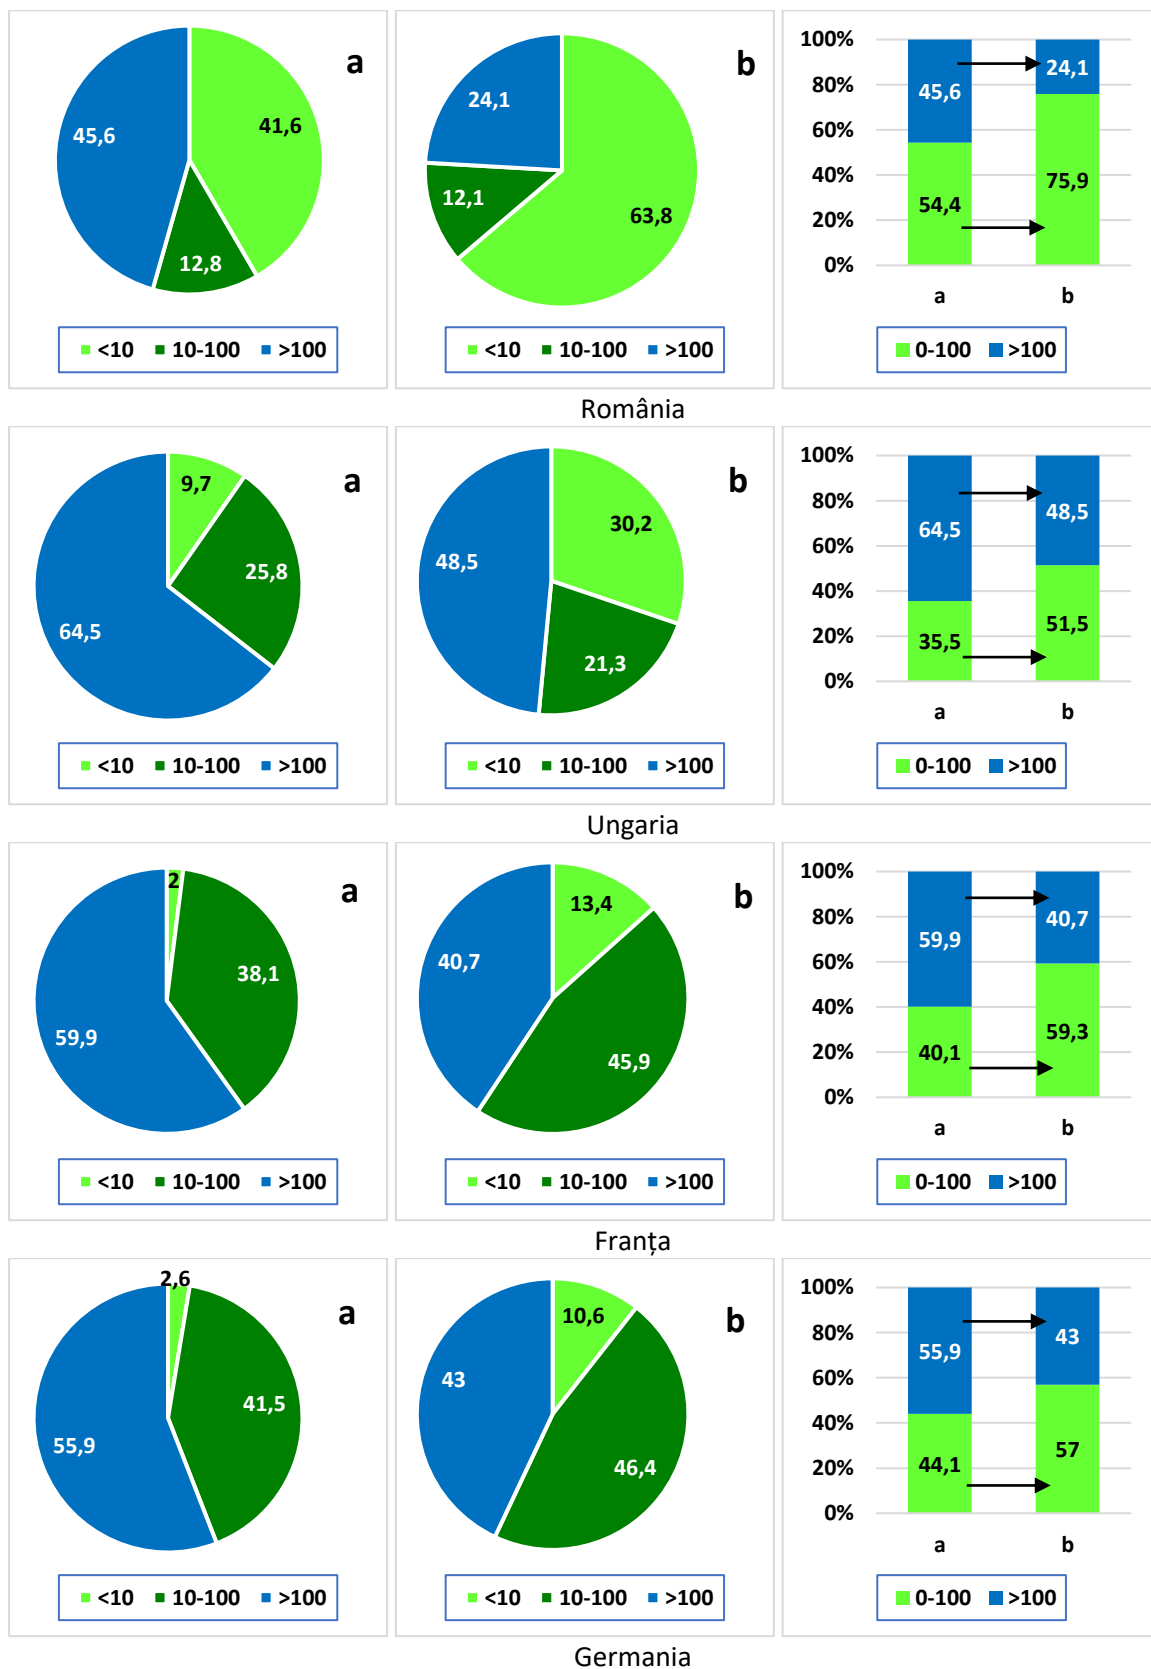 a
45,6
41,6
12,8
<10 10-100 >100
b
24,1
12,1
63,8
<10 10-100 >100
100%
80%
60%
40%
20%
0%
45,6
24,1
54,4
75,9
a b
0-100 >100
România
a
9,7
25,8
64,5
<10 10-100 >100
b
30,2
48,5
21,3
<10 10-100 >100
100%
80%
60%
40%
20%
0%
64,5
48,5
35,5
51,5
a b
0-100 >100
Ungaria
a
2
38,1
59,9
<10 10-100 >100
b
13,4
40,7
45,9
<10 10-100 >100
100%
80%
60%
40%
20%
0%
59,9
40,7
40,1
59,3
a b
0-100 >100
Franța
2,6
a
41,5
55,9
<10 10-100 >100
b
10,6
43
46,4
<10 10-100 >100
100%
80%
60%
40%
20%
0%
55,9
43
44,1
57
a b
0-100 >100
Germania